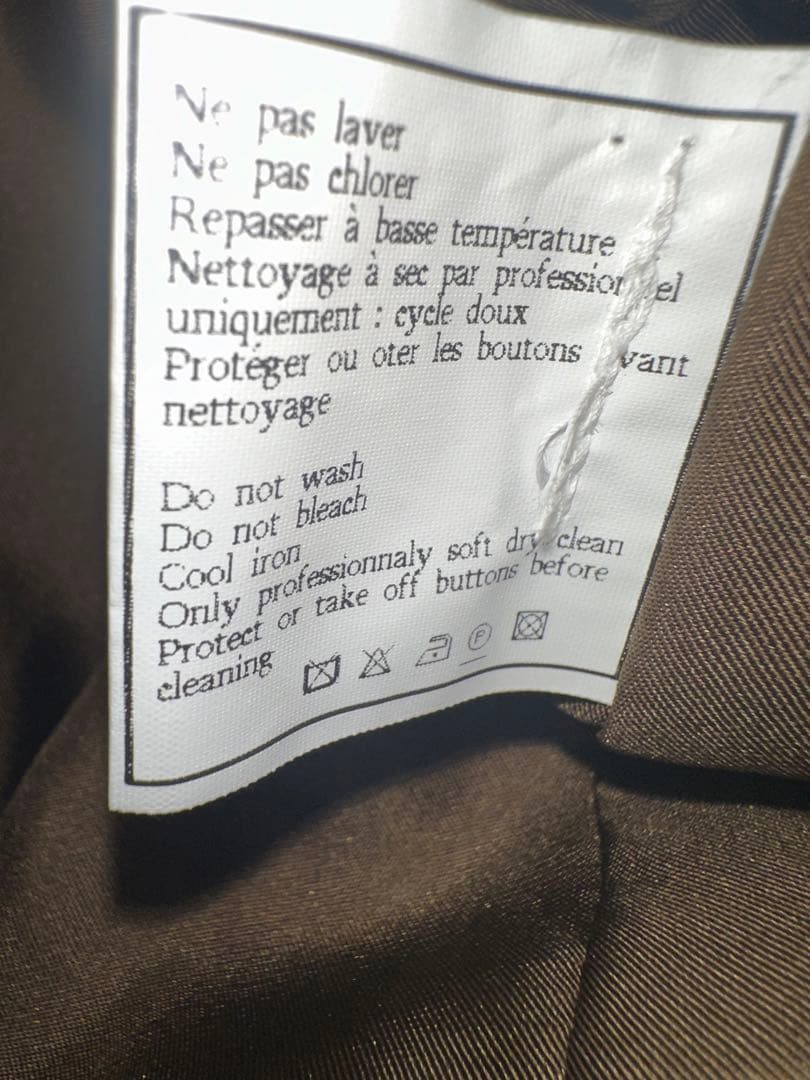 Ne pas laver
Ne pas chlorer
Repasser à basse température
Nettoyage à sec par professionnel
uniquement : cycle doux
Protéger ou oter les boutons avant
nettoyage
Do not wash
Do not bleach
Cool iron
Only professionnaly soft dry clean
Protect or take off buttons before
cleaning
P